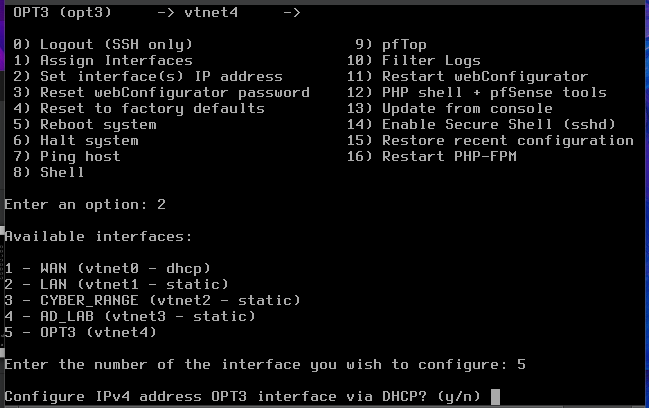 OPT3 (opt3)      -> vtnet4     ->
0) Logout (SSH only)                    9) pfTop
1) Assign Interfaces                   10) Filter Logs
2) Set interface(s) IP address         11) Restart webConfigurator
3) Reset webConfigurator password      12) PHP shell + pfSense tools
4) Reset to factory defaults           13) Update from console
5) Reboot system                       14) Enable Secure Shell (sshd)
6) Halt system                         15) Restore recent configuration
7) Ping host                           16) Restart PHP-FPM
8) Shell
Enter an option: 2
Available interfaces:
1 - WAN (vtnet0 - dhcp)
2 - LAN (vtnet1 - static)
3 - CYBER_RANGE (vtnet2 - static)
4 - AD_LAB (vtnet3 - static)
5 - OPT3 (vtnet4)
Enter the number of the interface you wish to configure: 5
Configure IPv4 address OPT3 interface via DHCP? (y/n)